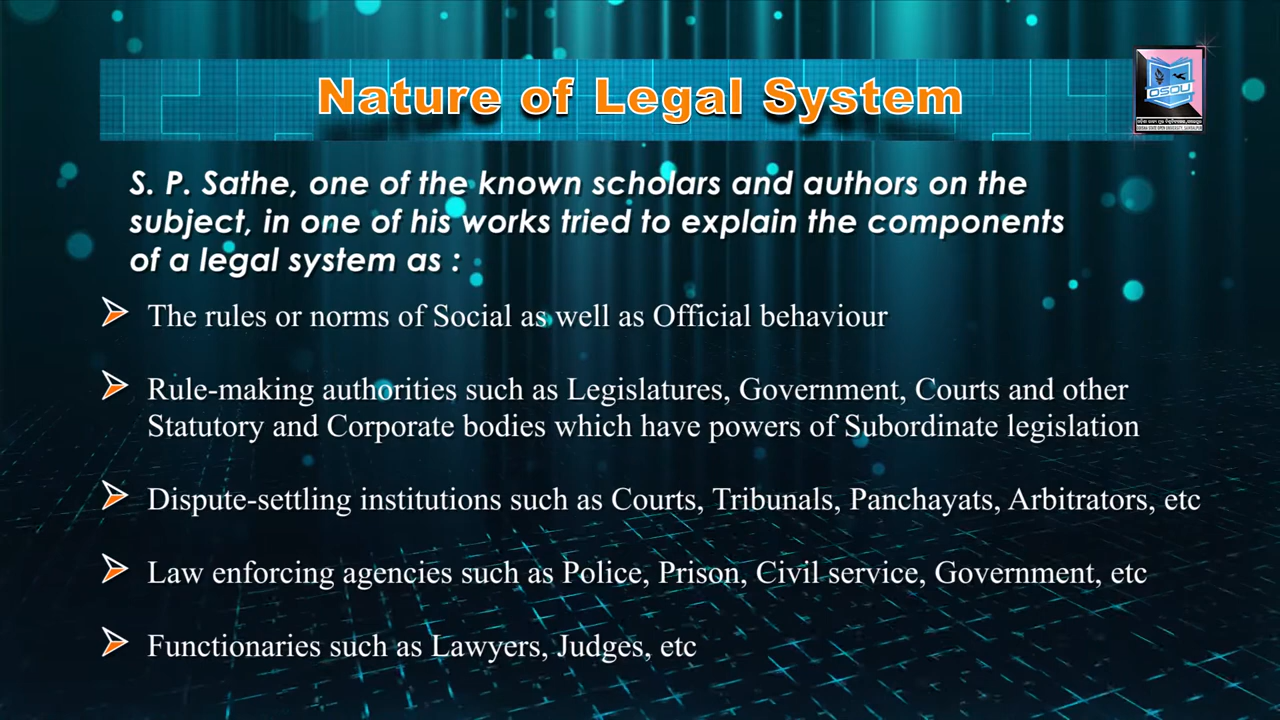 Nature of Legal System
OSOU
S. P. Sathe, one of the known scholars and authors on the
subject, in one of his works tried to explain the components
of a legal system as :
The rules or norms of Social as well as Official behaviour
Rule-making authorities such as Legislatures, Government, Courts and other
Statutory and Corporate bodies which have powers of Subordinate legislation
Dispute-settling institutions such as Courts, Tribunals, Panchayats, Arbitrators, etc
Law enforcing agencies such as Police, Prison, Civil service, Government, etc
Functionaries such as Lawyers, Judges, etc